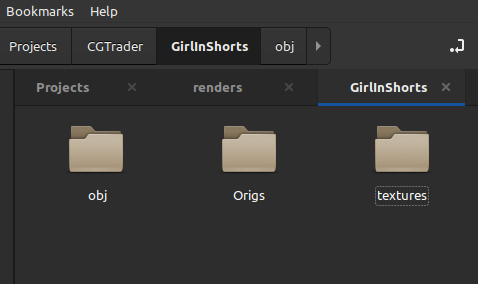 Bookmarks Help
Projects CGTrader GirlInShorts obj
Projects renders GirlInShorts
obj Origs textures